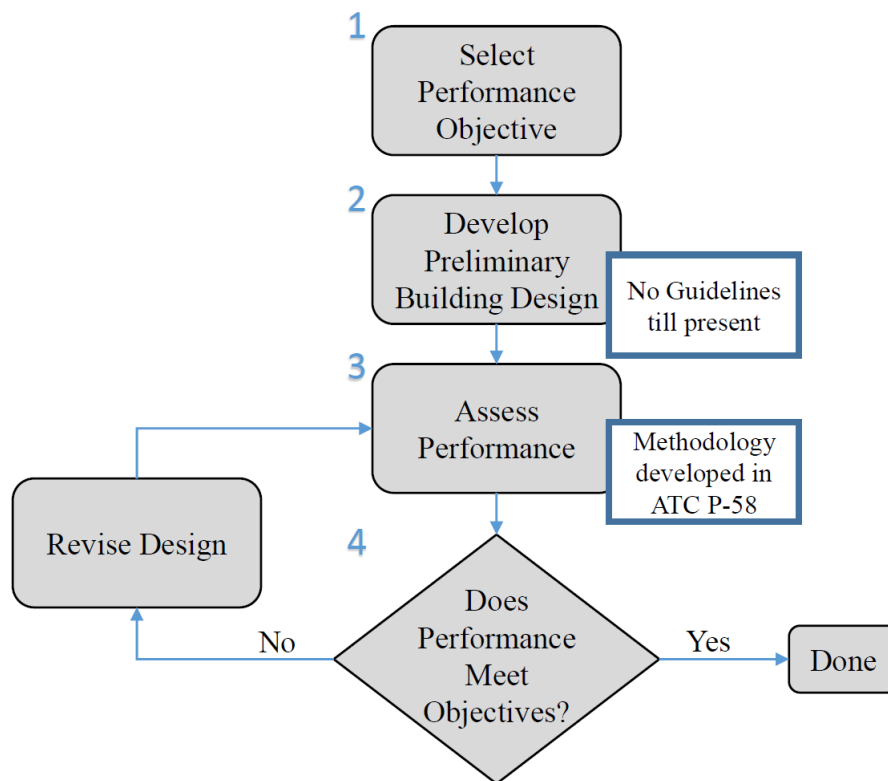 1
Select
Performance
Objective
2
Develop
Preliminary
Building Design
No Guidelines
till present
3
Assess
Performance
Methodology
developed in
ATC P-58
Revise Design
4
Does
Performance
Meet
Objectives?
No
Yes
Done